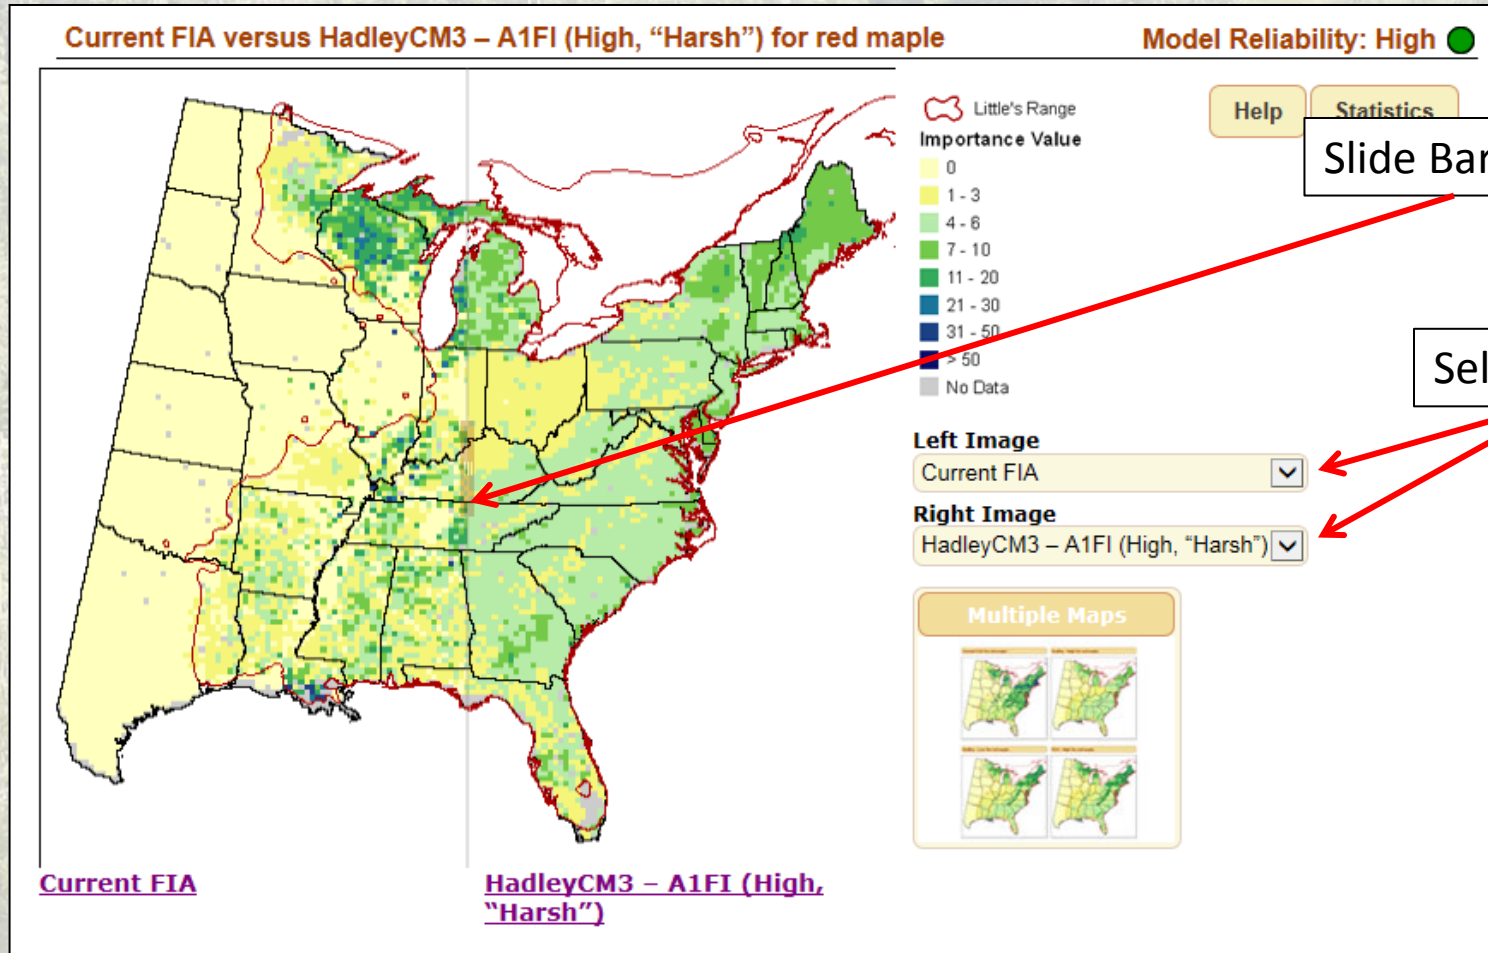 Current FIA versus HadleyCM3 – A1FI (High, “Harsh”) for red maple
Model Reliability: High
Little's Range
Importance Value
0
1 - 3
4 - 6
7 - 10
11 - 20
21 - 30
31 - 50
> 50
No Data
Help
Statistics
Slide Bar
Sel
Left Image
Current FIA
Right Image
HadleyCM3 – A1FI (High, “Harsh”)
Multiple Maps
Current FIA
HadleyCM3 – A1FI (High,
“Harsh”)